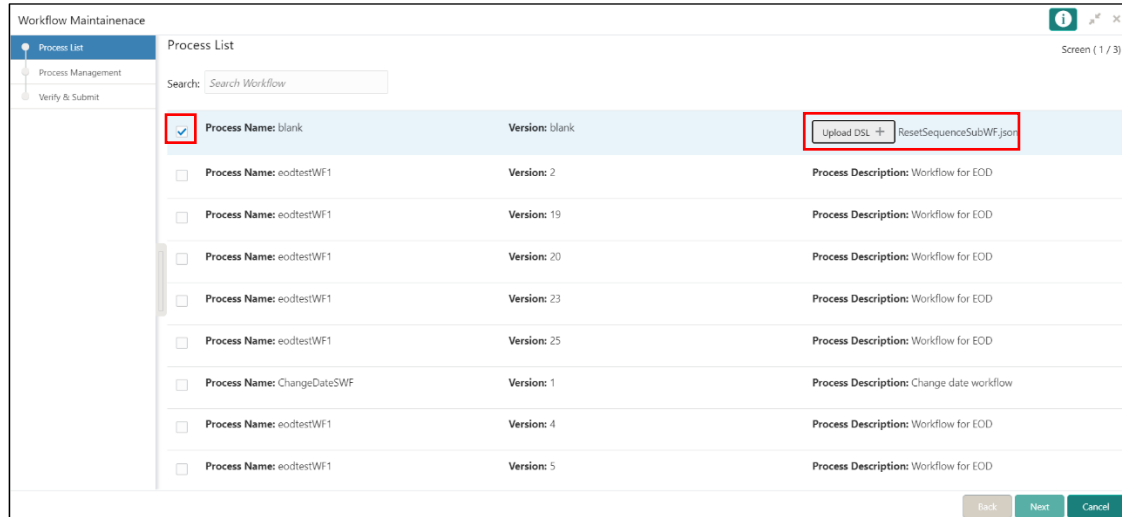 Workflow Maintainenace
Process List
Process Management
Verify & Submit
Process List
Screen ( 1 / 3)
Search: Search Workflow
Process Name: blank Version: blank Upload DSL + ResetSequenceSubWF.json
Process Name: eodtestWF1 Version: 2 Process Description: Workflow for EOD
Process Name: eodtestWF1 Version: 19 Process Description: Workflow for EOD
Process Name: eodtestWF1 Version: 20 Process Description: Workflow for EOD
Process Name: eodtestWF1 Version: 23 Process Description: Workflow for EOD
Process Name: eodtestWF1 Version: 25 Process Description: Workflow for EOD
Process Name: ChangeDateSWF Version: 1 Process Description: Change date workflow
Process Name: eodtestWF1 Version: 4 Process Description: Workflow for EOD
Process Name: eodtestWF1 Version: 5 Process Description: Workflow for EOD
Back Next Cancel